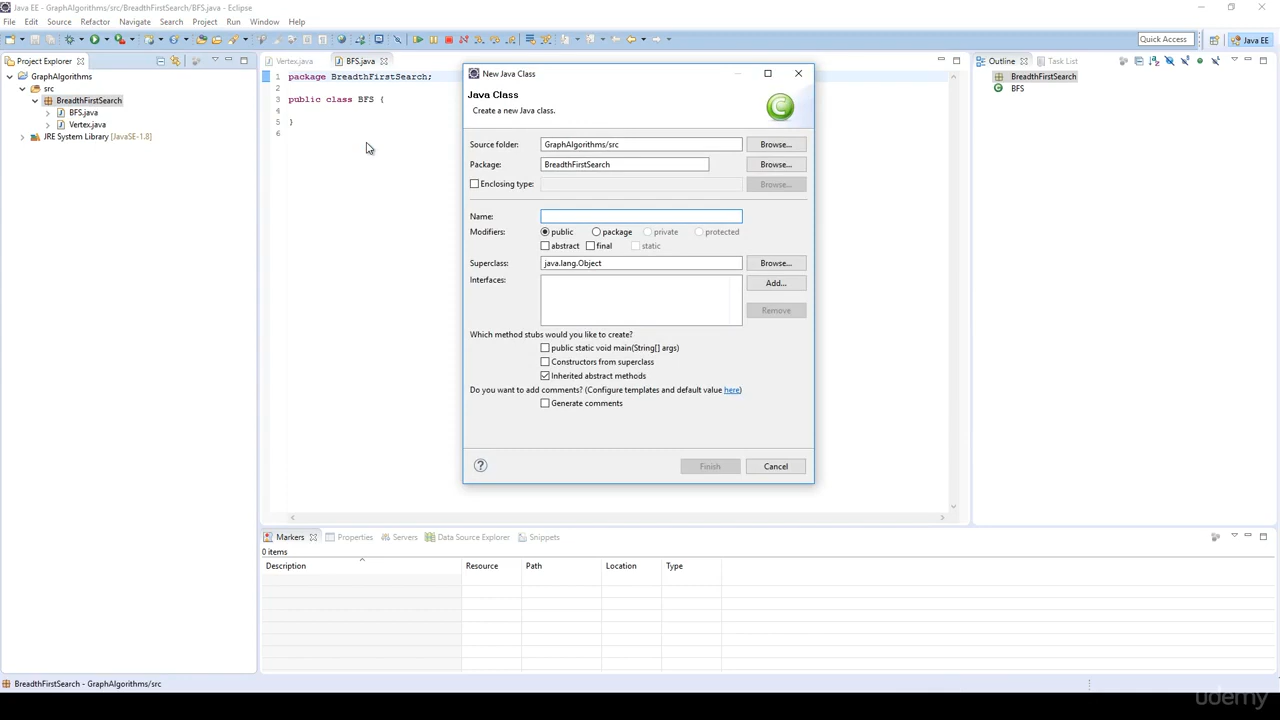 Java EE - GraphAlgorithms/src/BreadthFirstSearch/BFS.java - Eclipse
File Edit Source Refactor Navigate Search Project Run Window Help
Quick Access
Java EE
Project Explorer
GraphAlgorithms
src
BreadthFirstSearch
BFS.java
Vertex.java
JRE System Library [JavaSE-1.8]
Vertex.java BFS.java
1 package BreadthFirstSearch;
2
3 public class BFS {
4
5 }
6
New Java Class
Java Class
Create a new Java class.
Source folder: GraphAlgorithms/src Browse...
Package: BreadthFirstSearch Browse...
Enclosing type: Browse...
Name:
Modifiers: public package private protected
abstract final static
Superclass: java.lang.Object Browse...
Interfaces: Add...
Remove
Which method stubs would you like to create?
public static void main(String[] args)
Constructors from superclass
Inherited abstract methods
Do you want to add comments? (Configure templates and default value here)
Generate comments
Finish Cancel
Outline Task List
BreadthFirstSearch
BFS
Markers Properties Servers Data Source Explorer Snippets
0 items
Description Resource Path Location Type
BreadthFirstSearch - GraphAlgorithms/src
udemy